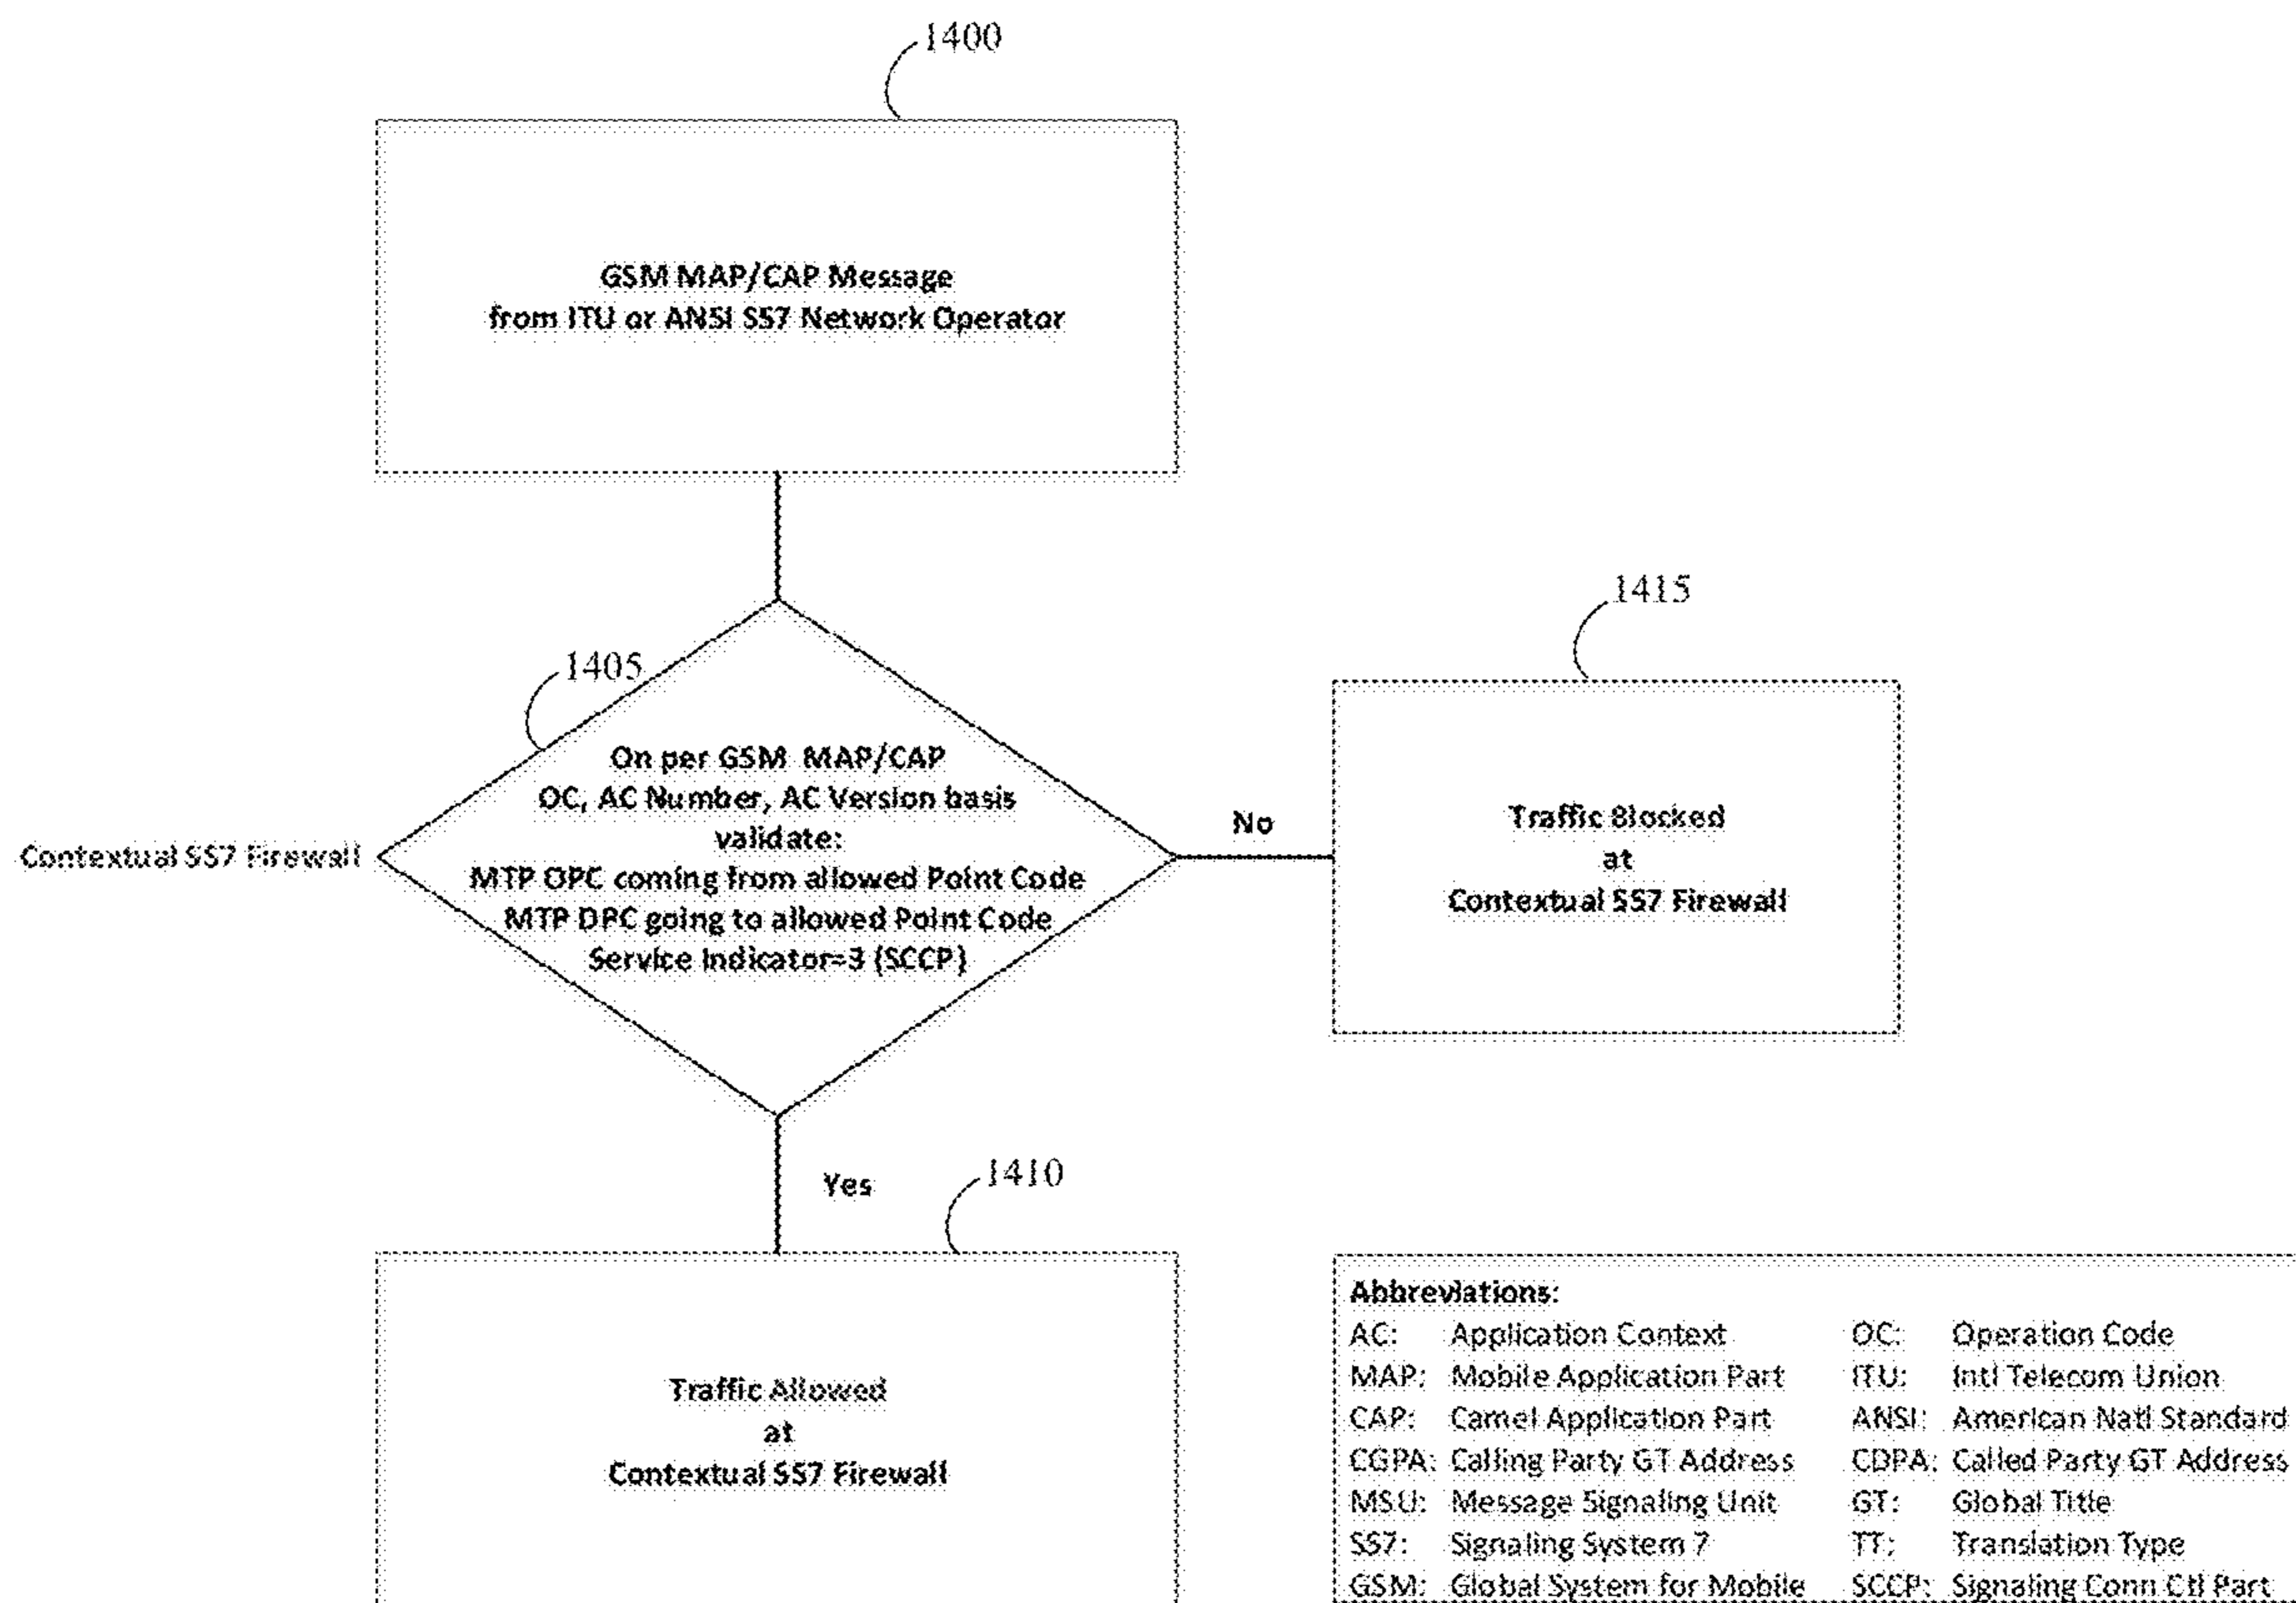 1400
GSM MAP/CAP Message
from ITU or ANSI SS7 Network Operator
1405
On per GSM MAP/CAP
OC, AC Number, AC Version basis
validate:
MTP OPC coming from allowed Point Code
MTP DPC going to allowed Point Code
Service Indicator=3 (SCCP)
Contextual SS7 Firewall
No
1415
Traffic Blocked
at
Contextual SS7 Firewall
Yes
1410
Traffic Allowed
at
Contextual SS7 Firewall
Abbreviations:
AC: Application Context OC: Operation Code
MAP: Mobile Application Part ITU: Intl Telecom Union
CAP: Camel Application Part ANSI: American Natl Standard
CGPA: Calling Party GT Address CDPA: Called Party GT Address
MSU: Message Signaling Unit GT: Global Title
SS7: Signaling System 7 TT: Translation Type
GSM: Global System for Mobile SCCP: Signaling Conn Ctl Part